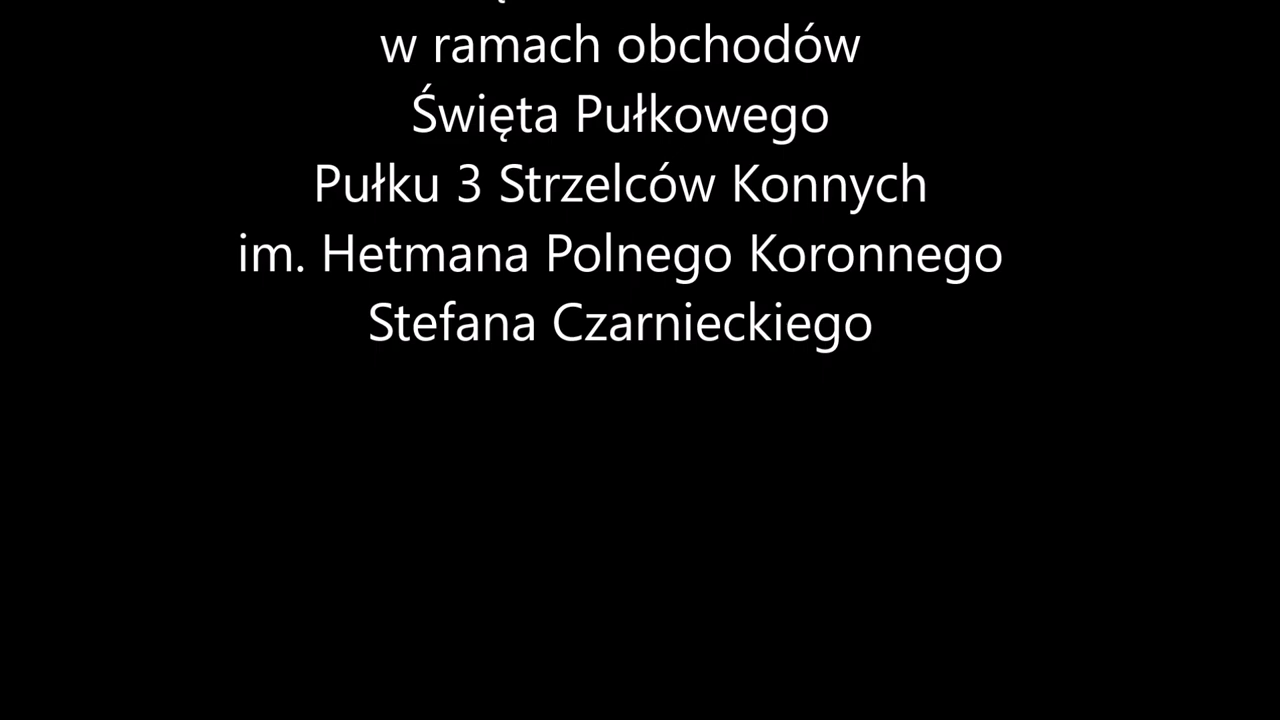 w ramach obchodów
Święta Pułkowego
Pułku 3 Strzelców Konnych
im. Hetmana Polnego Koronnego
Stefana Czarnieckiego